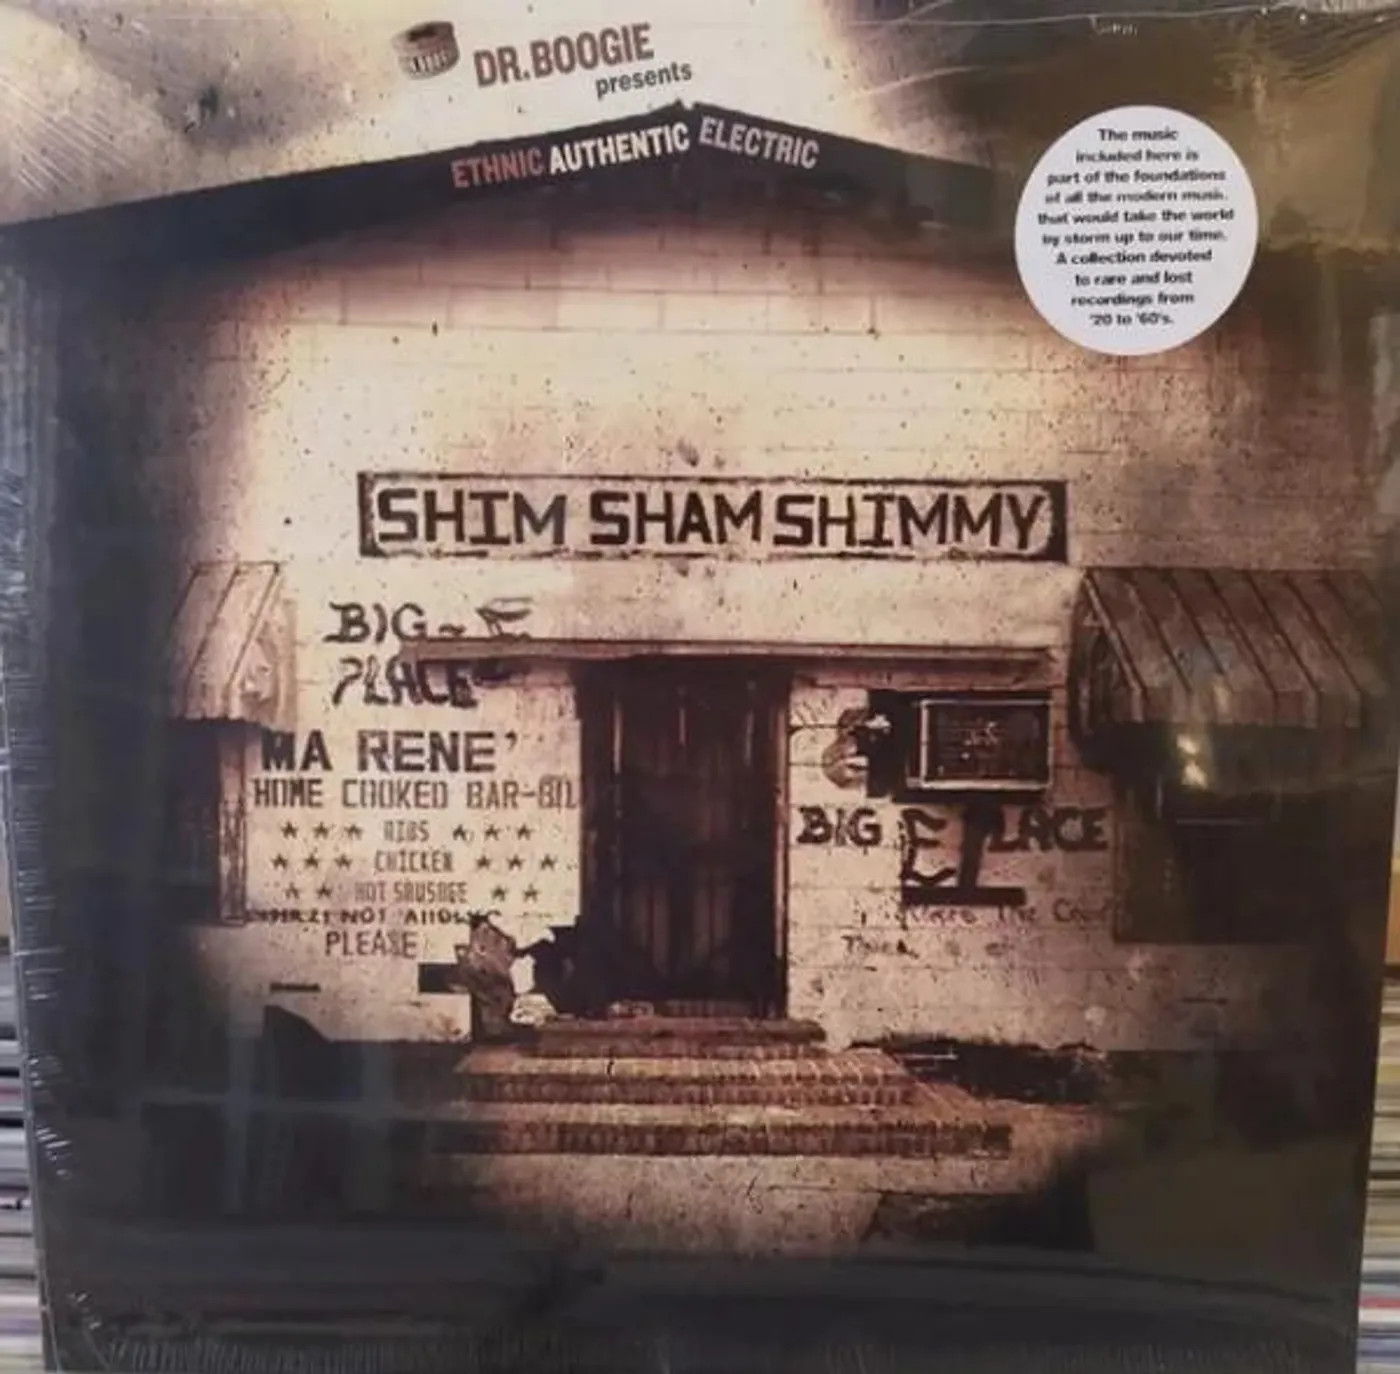 DR.BOOGIE
presents
ETHNIC AUTHENTIC ELECTRIC
The music
included here is
part of the foundations
of all the modern music.
that would take the world
by storm up to our time.
A collection devoted
to rare and lost
recordings from
'20 to '60's.
SHIM SHAM SHIMMY
BIG-E
PLACE
MA RENE'
HOME COOKED
RIBS
CHICKEN
HOT SAUSAGE
NOT
PLEASE
BIG E PLACE
The